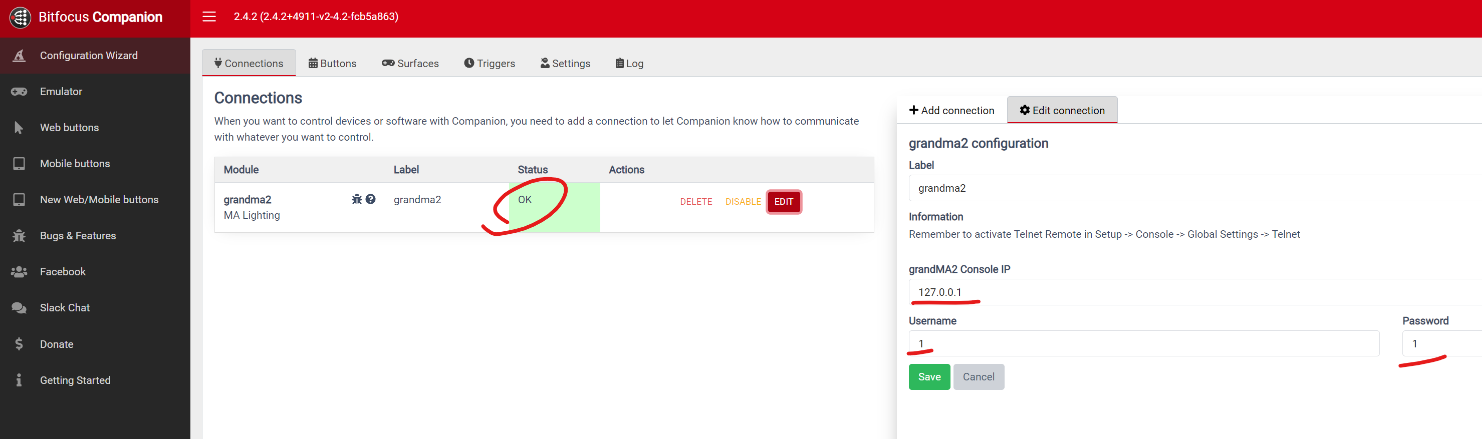 Bitfocus Companion
2.4.2 (2.4.2+4911-v2-4.2-fcb5a863)
Configuration Wizard
Emulator
Web buttons
Mobile buttons
New Web/Mobile buttons
Bugs & Features
Facebook
Slack Chat
Donate
Getting Started
Connections
Buttons
Surfaces
Triggers
Settings
Log
Connections
When you want to control devices or software with Companion, you need to add a connection to let Companion know how to communicate
with whatever you want to control.
Module Label Status Actions
grandma2 grandma2 OK DELETE DISABLE EDIT
MA Lighting
Add connection Edit connection
grandma2 configuration
Label
grandma2
Information
Remember to activate Telnet Remote in Setup -> Console -> Global Settings -> Telnet
grandMA2 Console IP
127.0.0.1
Username Password
1 1
Save Cancel